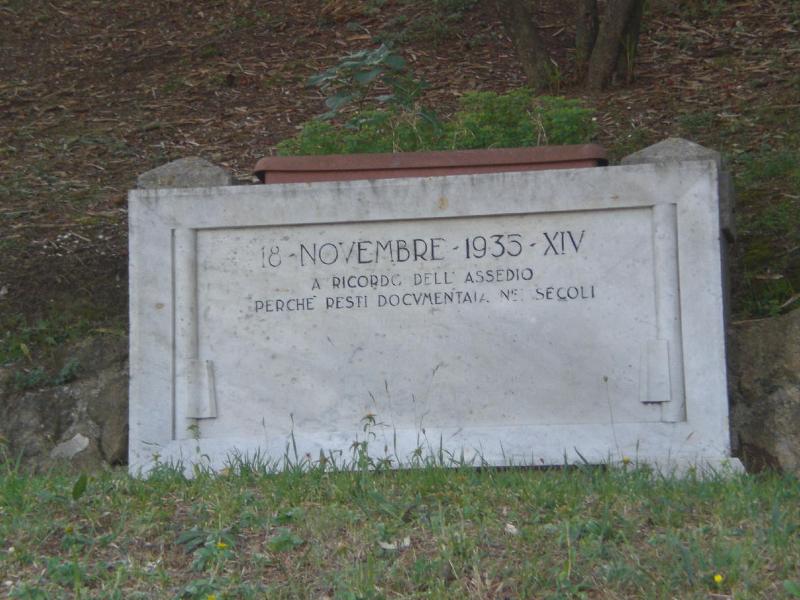 18 - NOVEMBRE - 1935 - XIV
A RICORDO DELL' ASSEDIO
PERCHÈ RESTI DOCVMENTATA NEI SECOLI